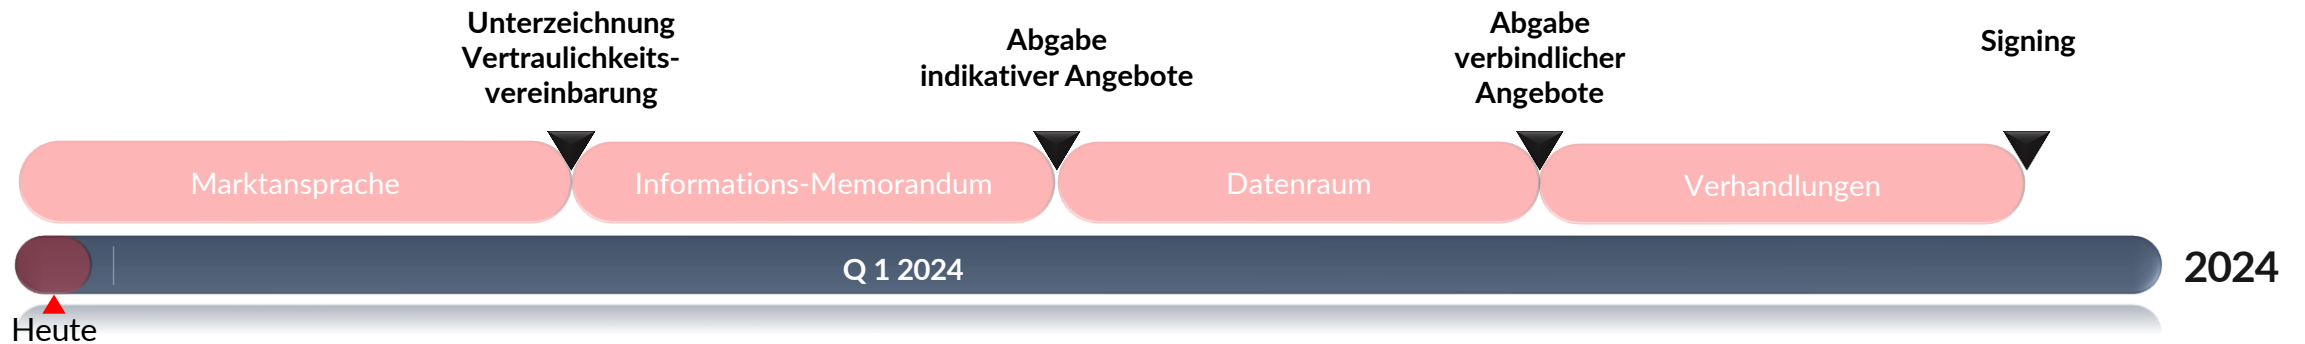 Unterzeichnung
Vertraulichkeits-
vereinbarung
Abgabe
indikativer Angebote
Abgabe
verbindlicher
Angebote
Signing
Marktansprache
Informations-Memorandum
Datenraum
Verhandlungen
Q 1 2024
2024
Heute